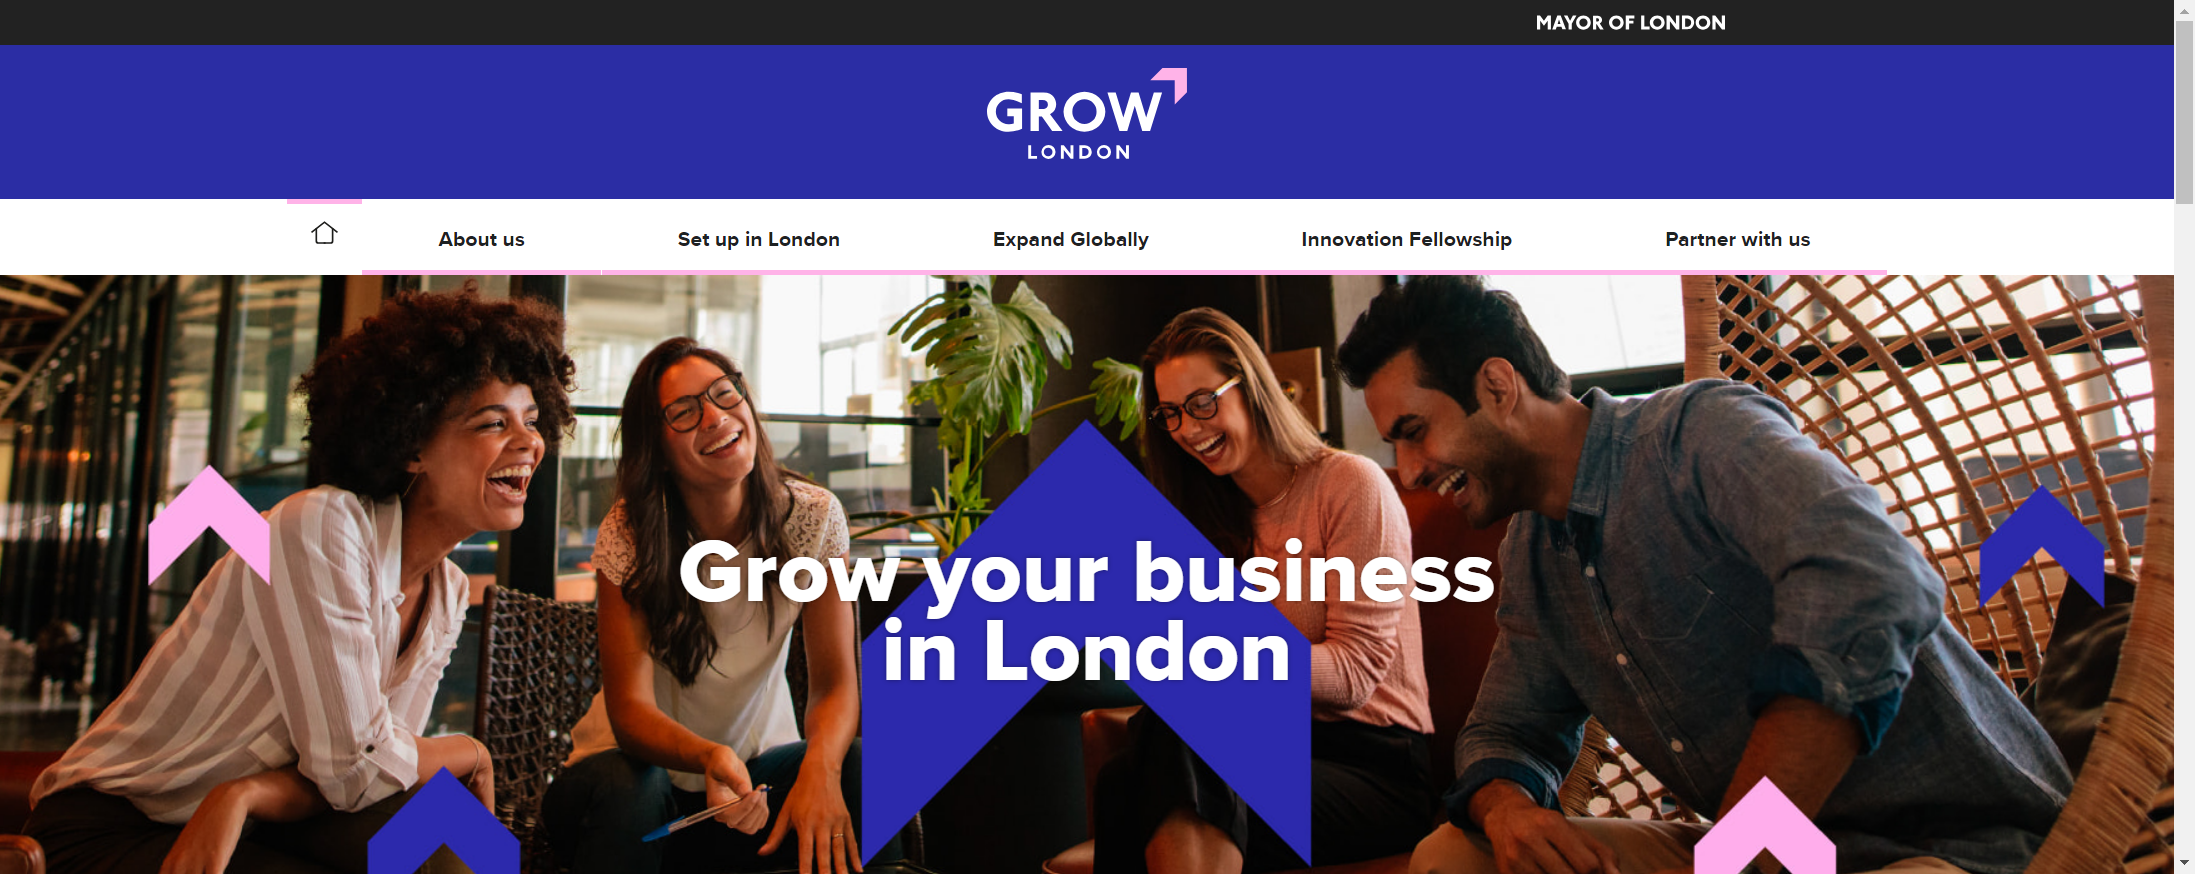 MAYOR OF LONDON
GROW
LONDON
About us
Set up in London
Expand Globally
Innovation Fellowship
Partner with us
Grow your business
in London